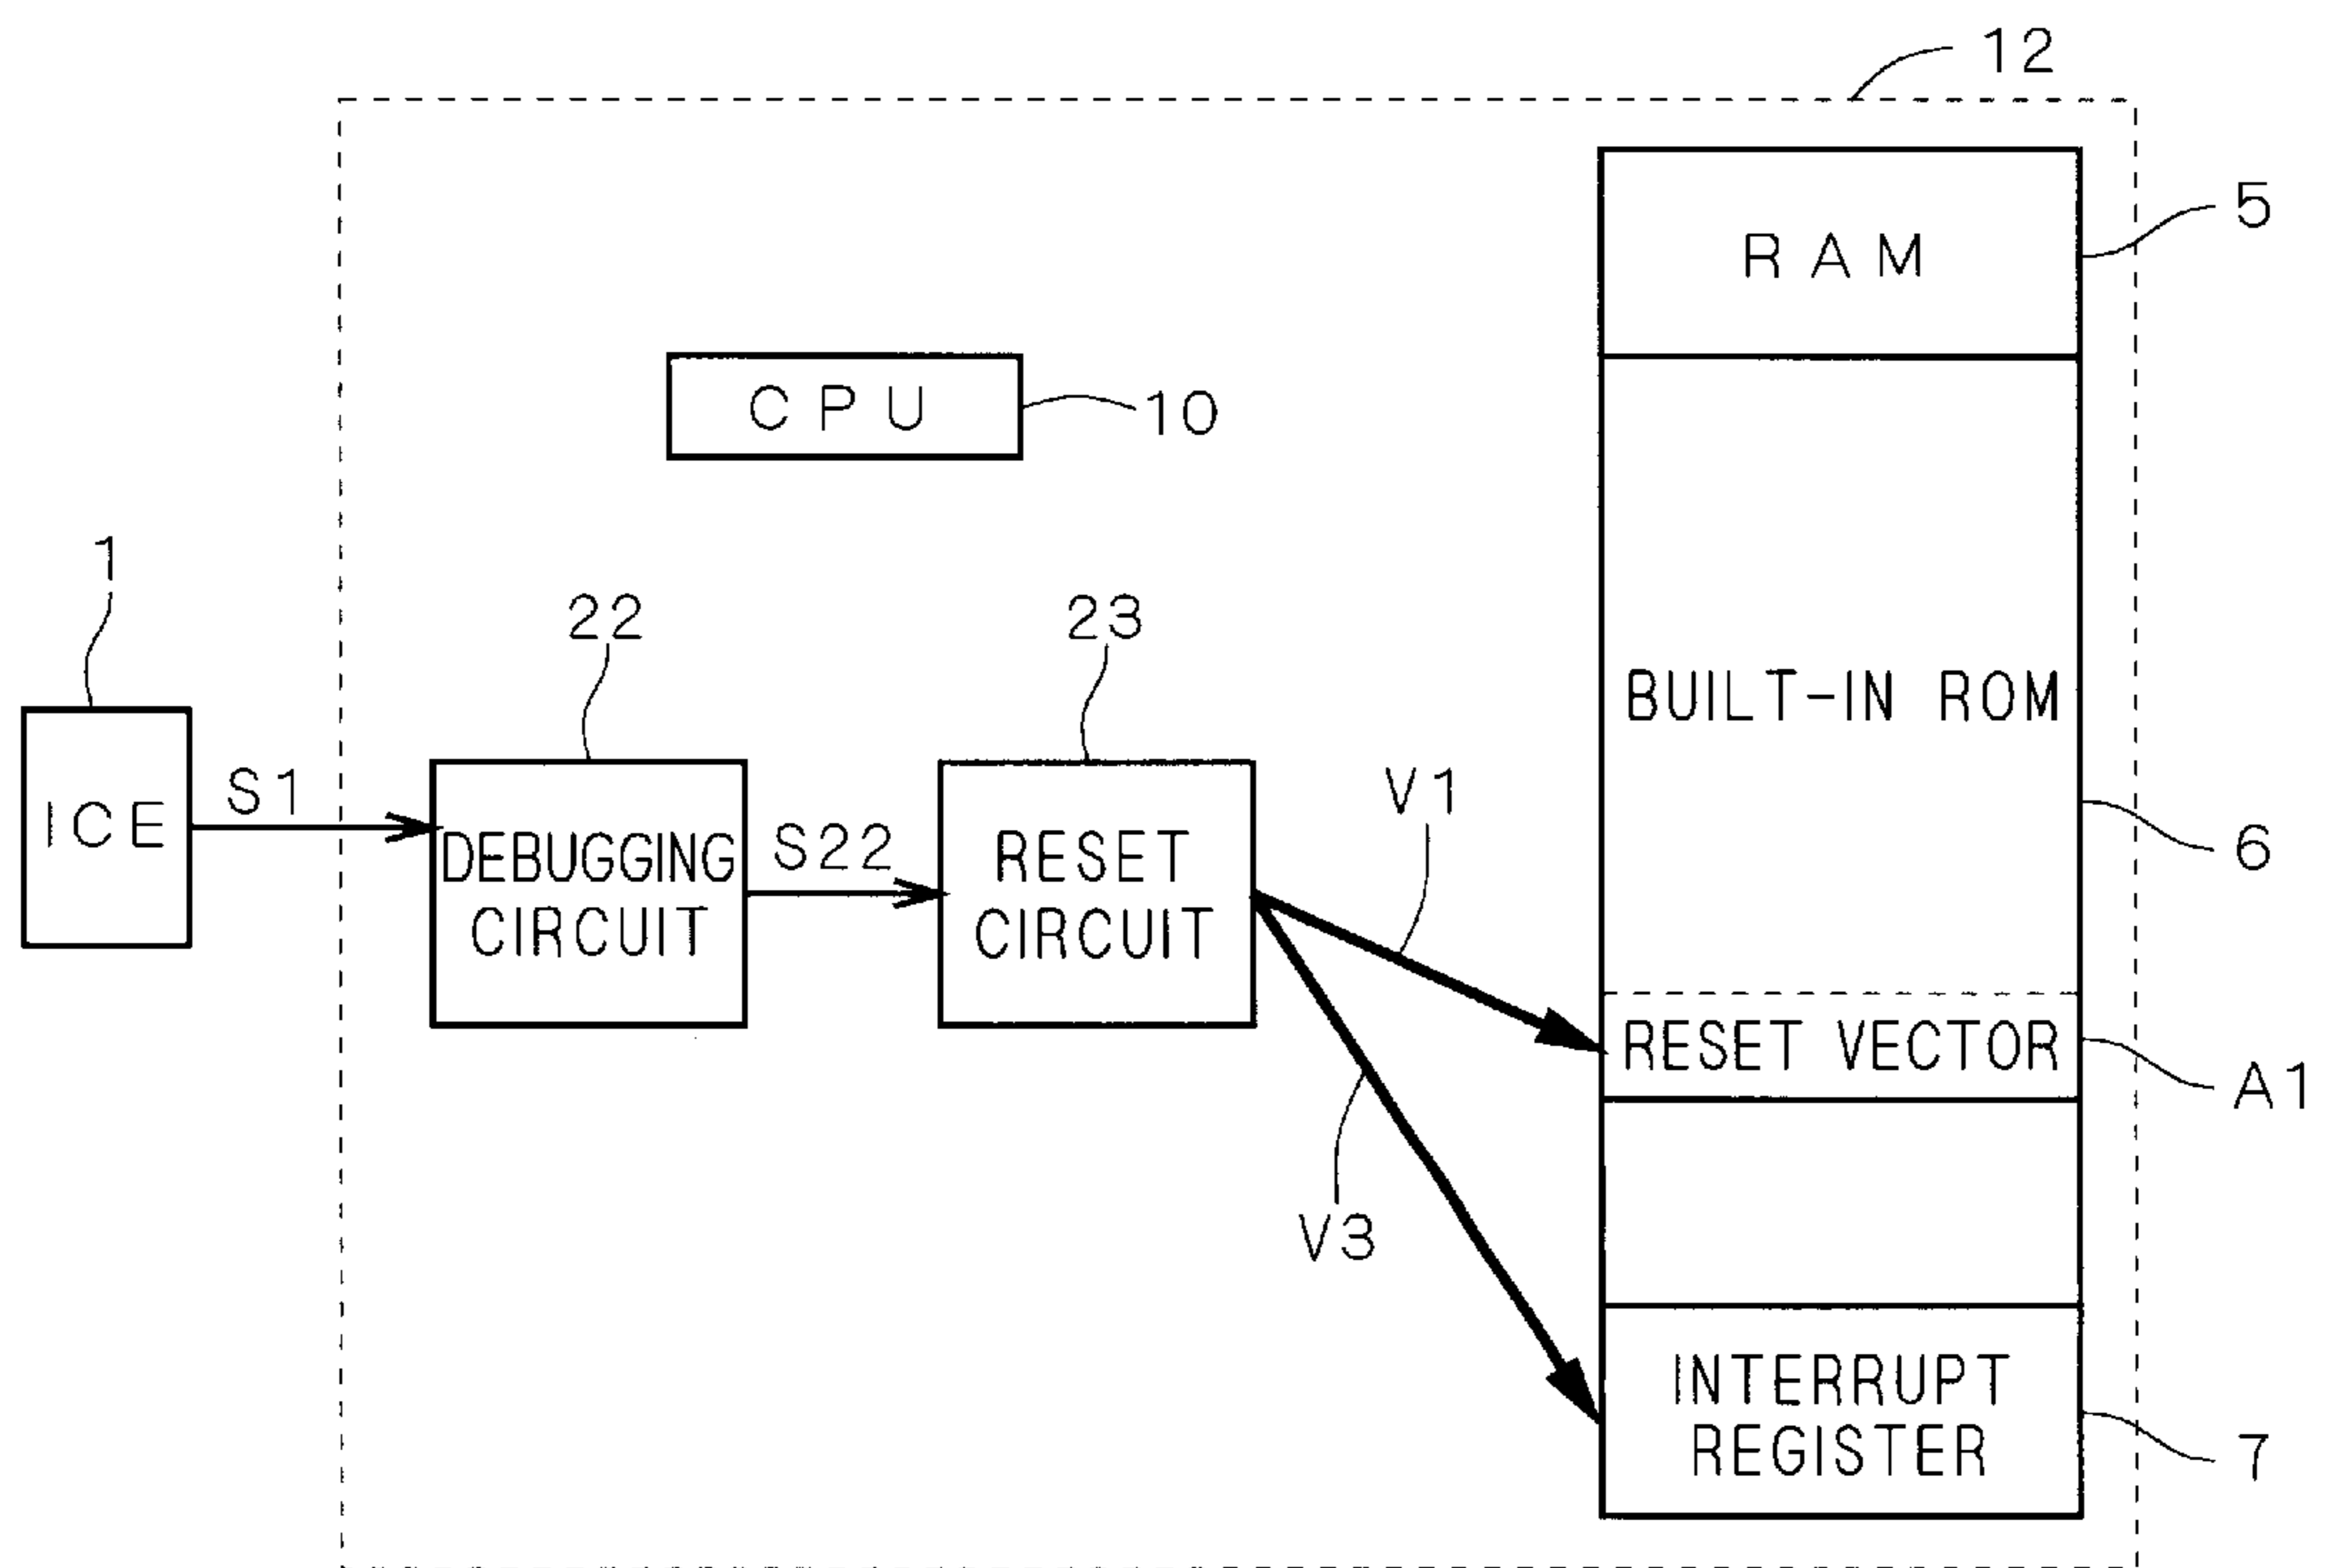 12
RAM
5
CPU
10
1
22
23
BUILT-IN ROM
V1
S1
ICE
DEBUGGING
CIRCUIT
S22
RESET
CIRCUIT
6
RESET VECTOR
A1
V3
INTERRUPT
REGISTER
7